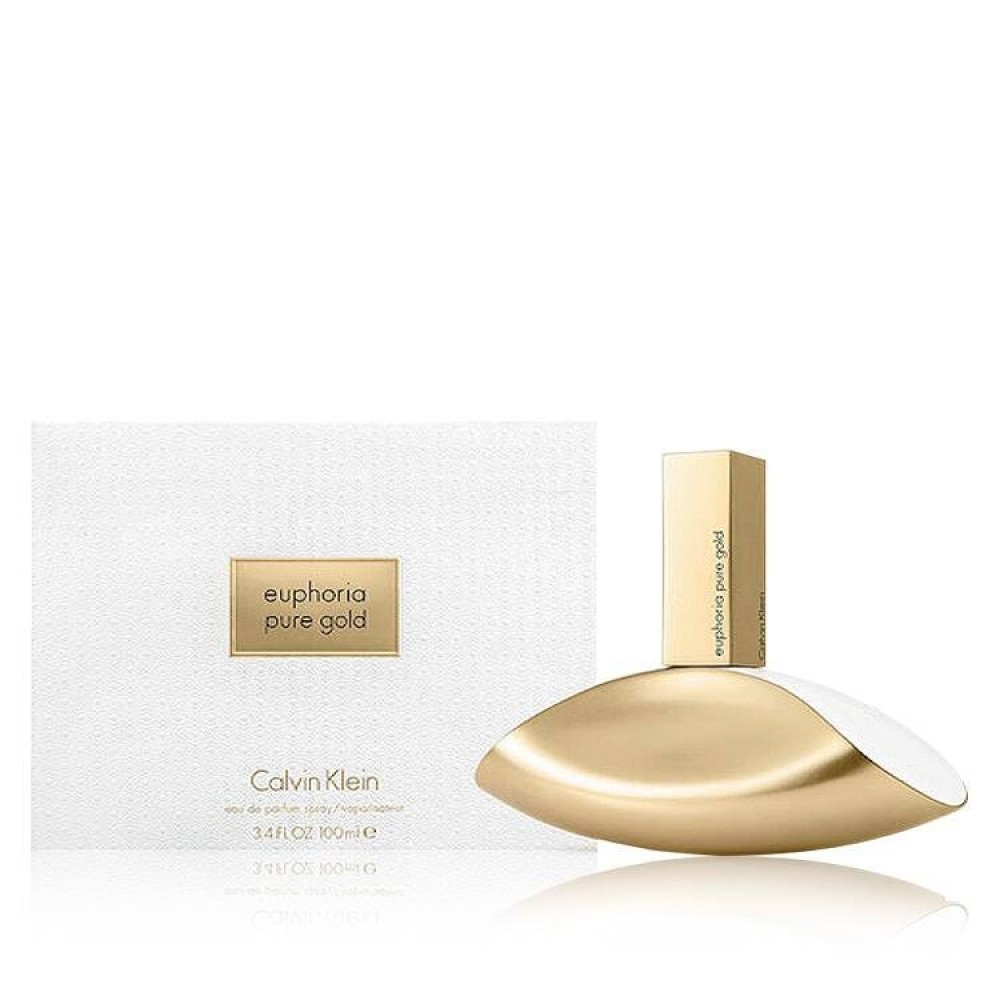 euphoria
pure gold
Calvin Klein
eau de parfum spray / vaporisateur
3.4 FL OZ 100ml ℮
euphoria pure gold
Calvin Klein